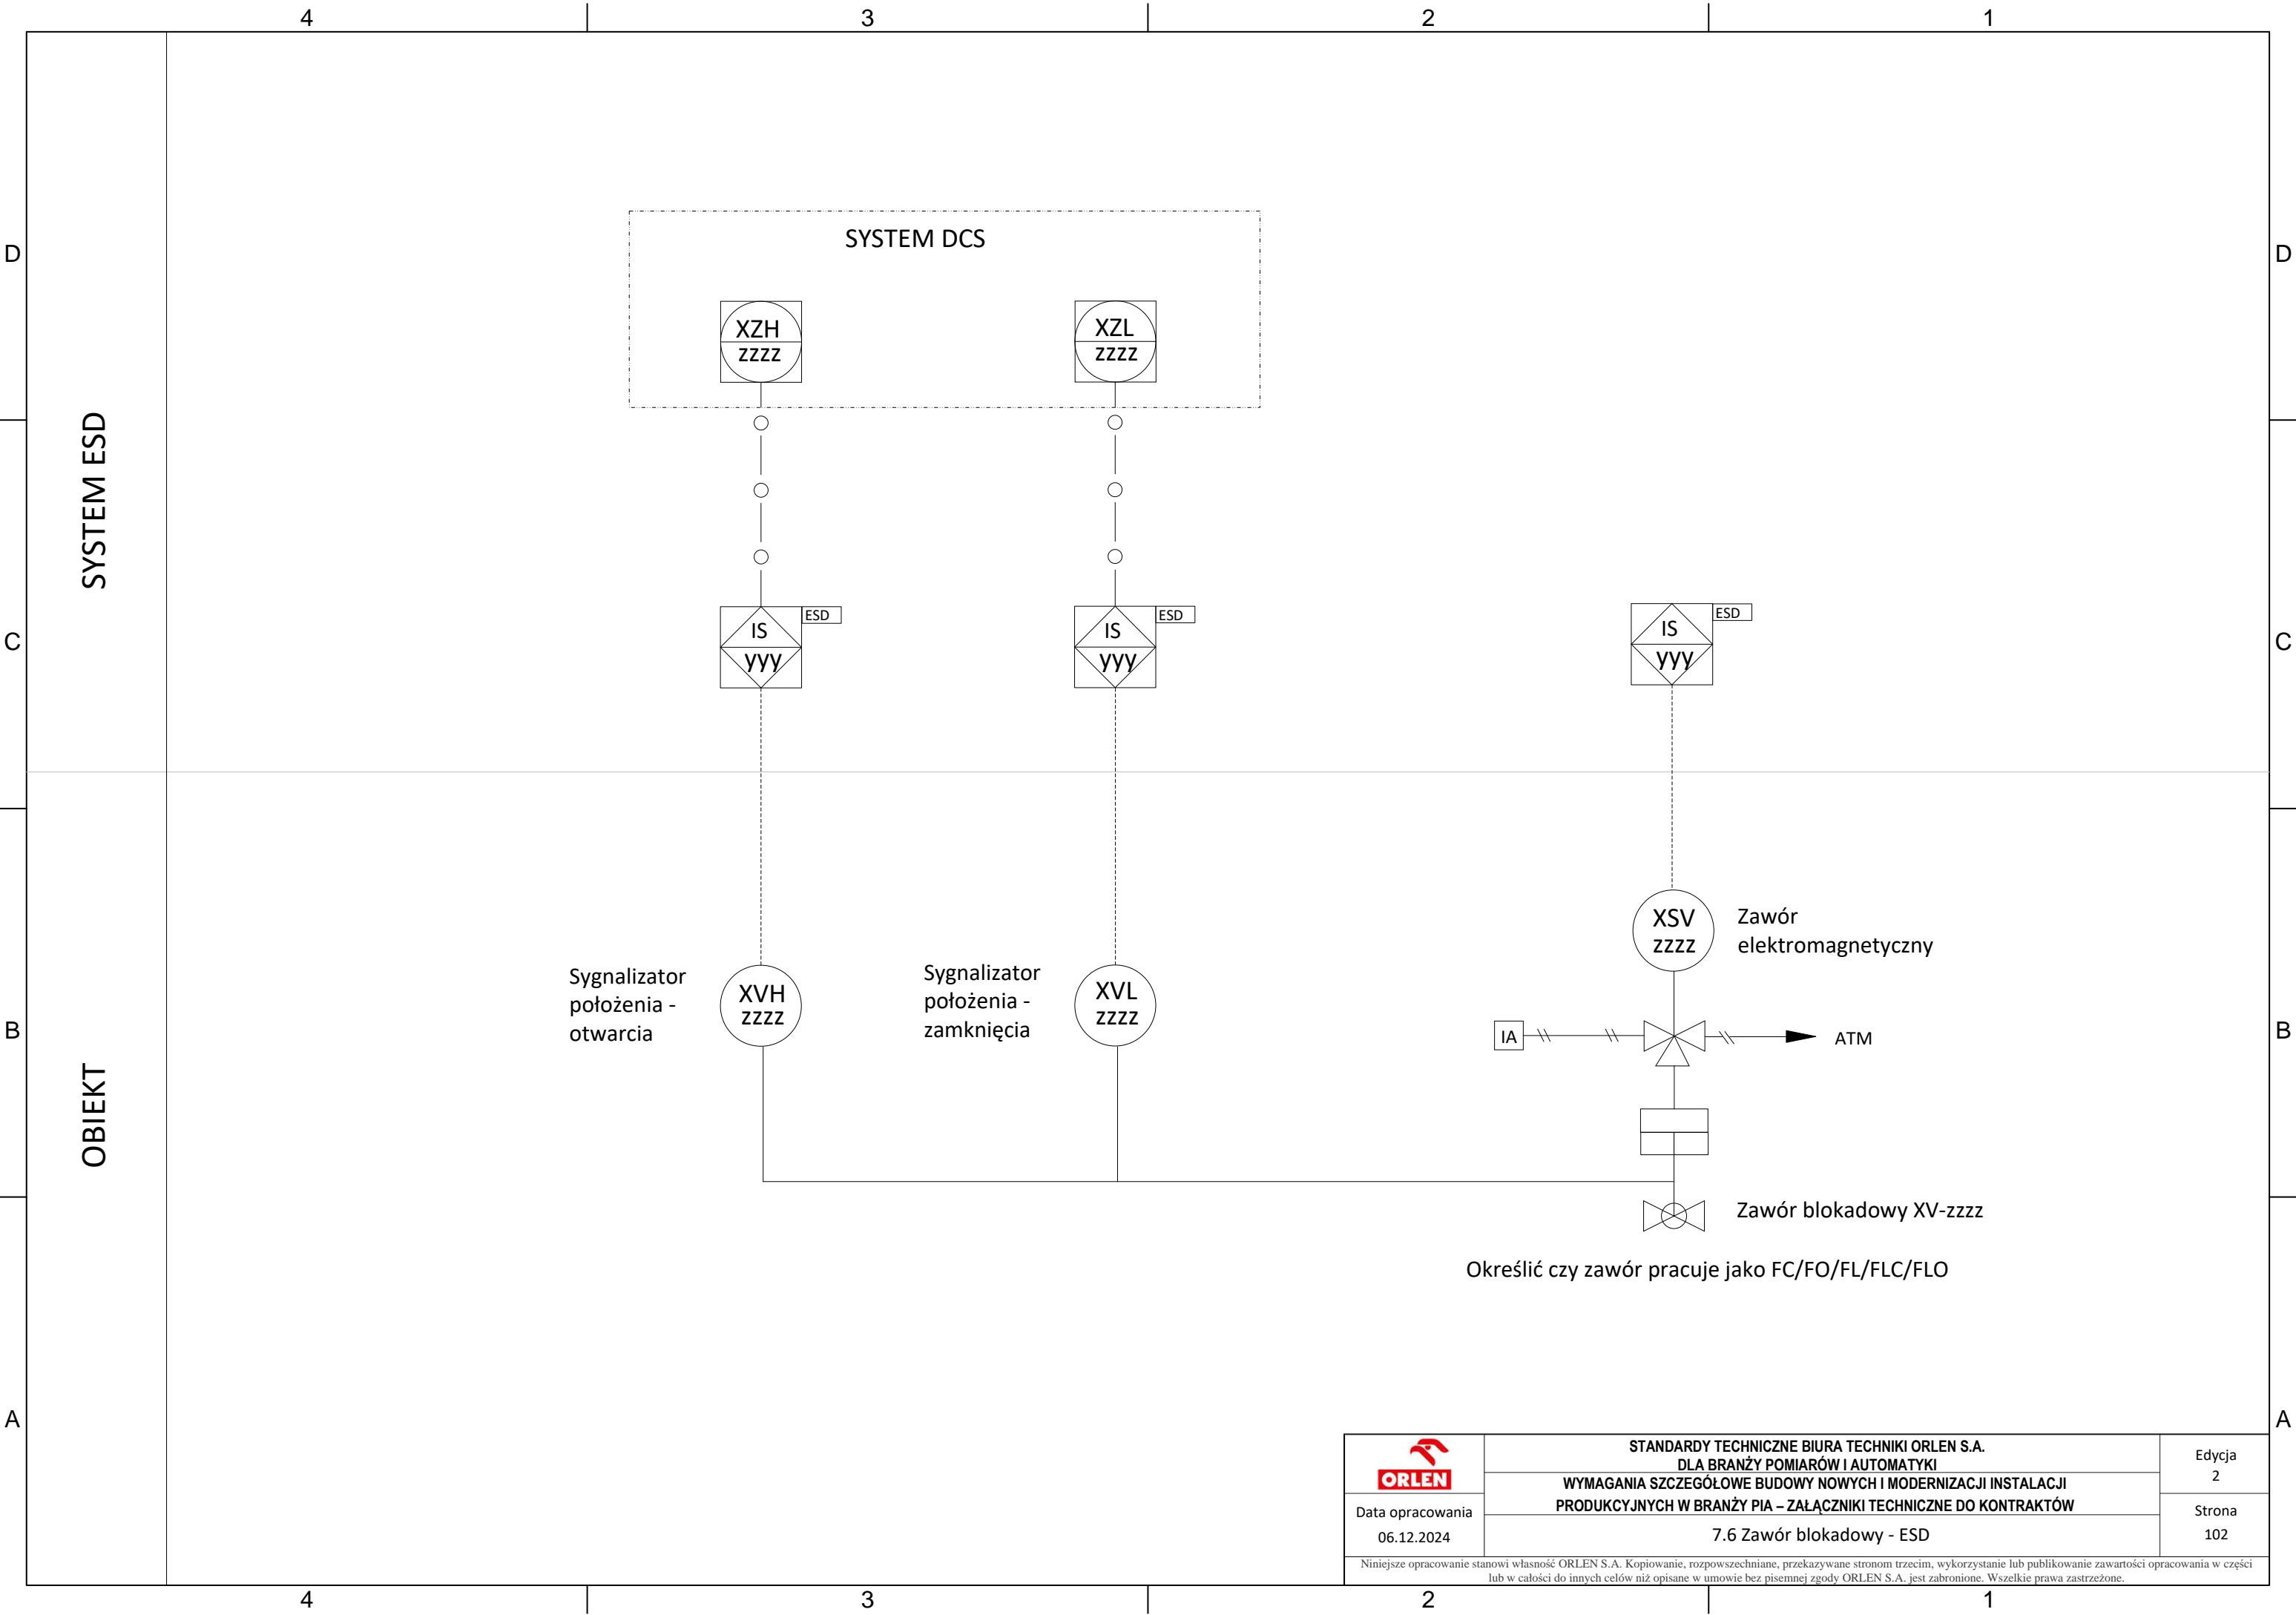 4 3 2 1
D
D
C
C
B
B
A
A
SYSTEM ESD
OBIEKT
SYSTEM DCS
XZH
zzzz
XZL
zzzz
IS
yyy
ESD
IS
yyy
ESD
IS
yyy
ESD
Sygnalizator
położenia -
otwarcia
XVH
zzzz
Sygnalizator
położenia -
zamknięcia
XVL
zzzz
XSV
zzzz
Zawór
elektromagnetyczny
IA
ATM
Zawór blokadowy XV-zzzz
Określić czy zawór pracuje jako FC/FO/FL/FLC/FLO
ORLEN
Data opracowania
06.12.2024
STANDARDY TECHNICZNE BIURA TECHNIKI ORLEN S.A.
DLA BRANŻY POMIARÓW I AUTOMATYKI
WYMAGANIA SZCZEGÓŁOWE BUDOWY NOWYCH I MODERNIZACJI INSTALACJI
PRODUKCYJNYCH W BRANŻY PIA – ZAŁĄCZNIKI TECHNICZNE DO KONTRAKTÓW
7.6 Zawór blokadowy - ESD
Edycja
2
Strona
102
Niniejsze opracowanie stanowi własność ORLEN S.A. Kopiowanie, rozpowszechniane, przekazywane stronom trzecim, wykorzystanie lub publikowanie zawartości opracowania w części
lub w całości do innych celów niż opisane w umowie bez pisemnej zgody ORLEN S.A. jest zabronione. Wszelkie prawa zastrzeżone.
4 3 2 1